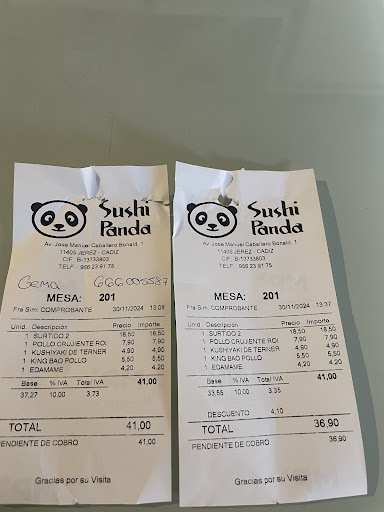 Sushi
Panda
Av. Jose Manuel Caballero Bonald, 1
11405 JEREZ - CADIZ
CIF: B-13733803
TELF.: 956 23 91 75
Gema
MESA: 201
Fra Sim: COMPROBANTE 30/11/2024 13:08
Unid. Descripción Precio Importe
1 SURTIDO 2 18,50 18,50
1 POLLO CRUJIENTE ROI 7,90 7,90
1 KUSHIYAKI DE TERNER 4,90 4,90
1 KING BAO POLLO 5,50 5,50
1 EDAMAME 4,20 4,20
41,00
Base % IVA Total IVA
37,27 10,00 3,73
TOTAL 41,00
PENDIENTE DE COBRO 41,00
Gracias por su Visita
Sushi
Panda
Av. Jose Manuel Caballero Bonald, 1
11405 JEREZ - CADIZ
CIF: B-13733803
TELF.: 956 23 91 75
MESA: 201
Fra Sim: COMPROBANTE 30/11/2024 13:37
Unid. Descripción Precio Importe
1 SURTIDO 2 18,50 18,50
1 POLLO CRUJIENTE ROI 7,90 7,90
1 KUSHIYAKI DE TERNER 4,90 4,90
1 KING BAO POLLO 5,50 5,50
1 EDAMAME 4,20 4,20
41,00
Base % IVA Total IVA
33,55 10,00 3,35
DESCUENTO 4,10
TOTAL 36,90
PENDIENTE DE COBRO 36,90
Gracias por su Visita